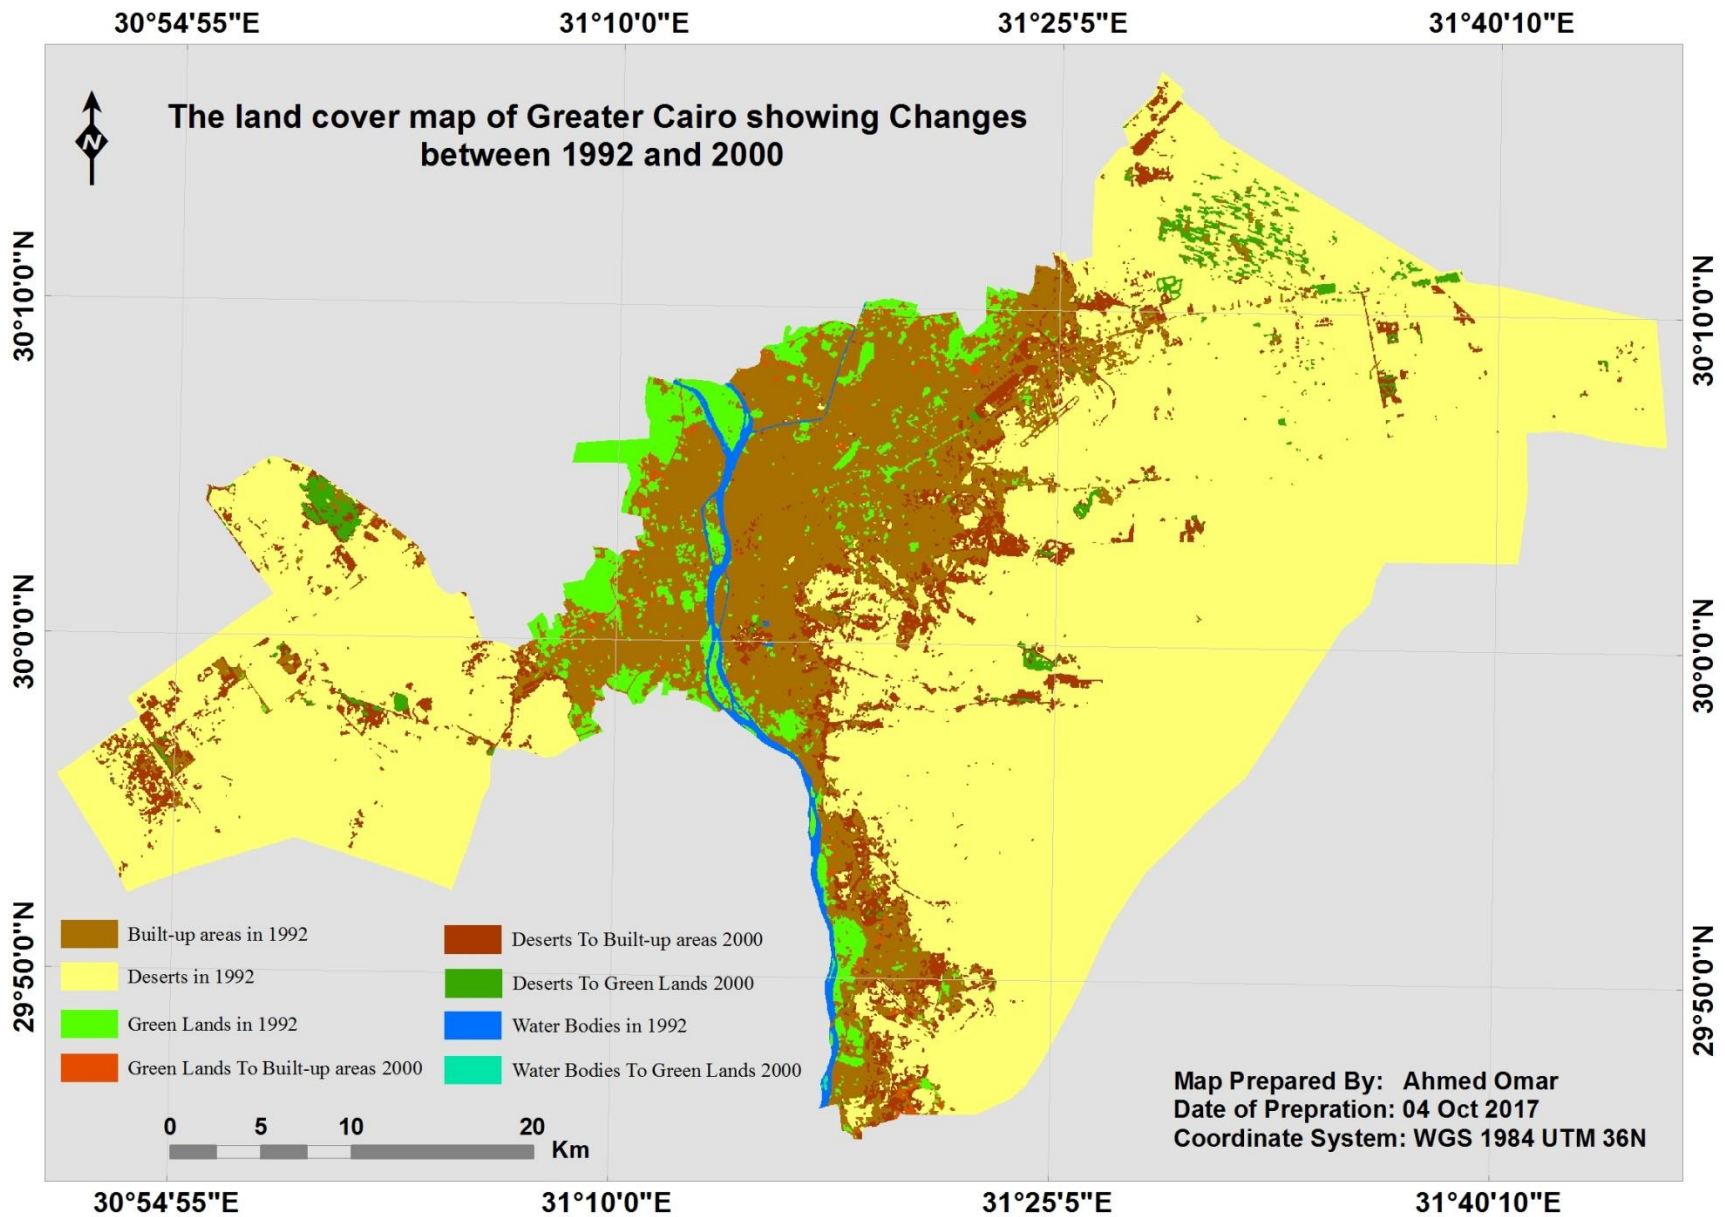 30°54'55"E
31°10'0"E
31°25'5"E
31°40'10"E
The land cover map of Greater Cairo showing Changes
between 1992 and 2000
N
30°10'0"N
30°10'0"N
30°0'0"N
30°0'0"N
29°50'0"N
29°50'0"N
Built-up areas in 1992
Deserts in 1992
Green Lands in 1992
Green Lands To Built-up areas 2000
Deserts To Built-up areas 2000
Deserts To Green Lands 2000
Water Bodies in 1992
Water Bodies To Green Lands 2000
0 5 10 20
Km
Map Prepared By: Ahmed Omar
Date of Prepration: 04 Oct 2017
Coordinate System: WGS 1984 UTM 36N
30°54'55"E
31°10'0"E
31°25'5"E
31°40'10"E